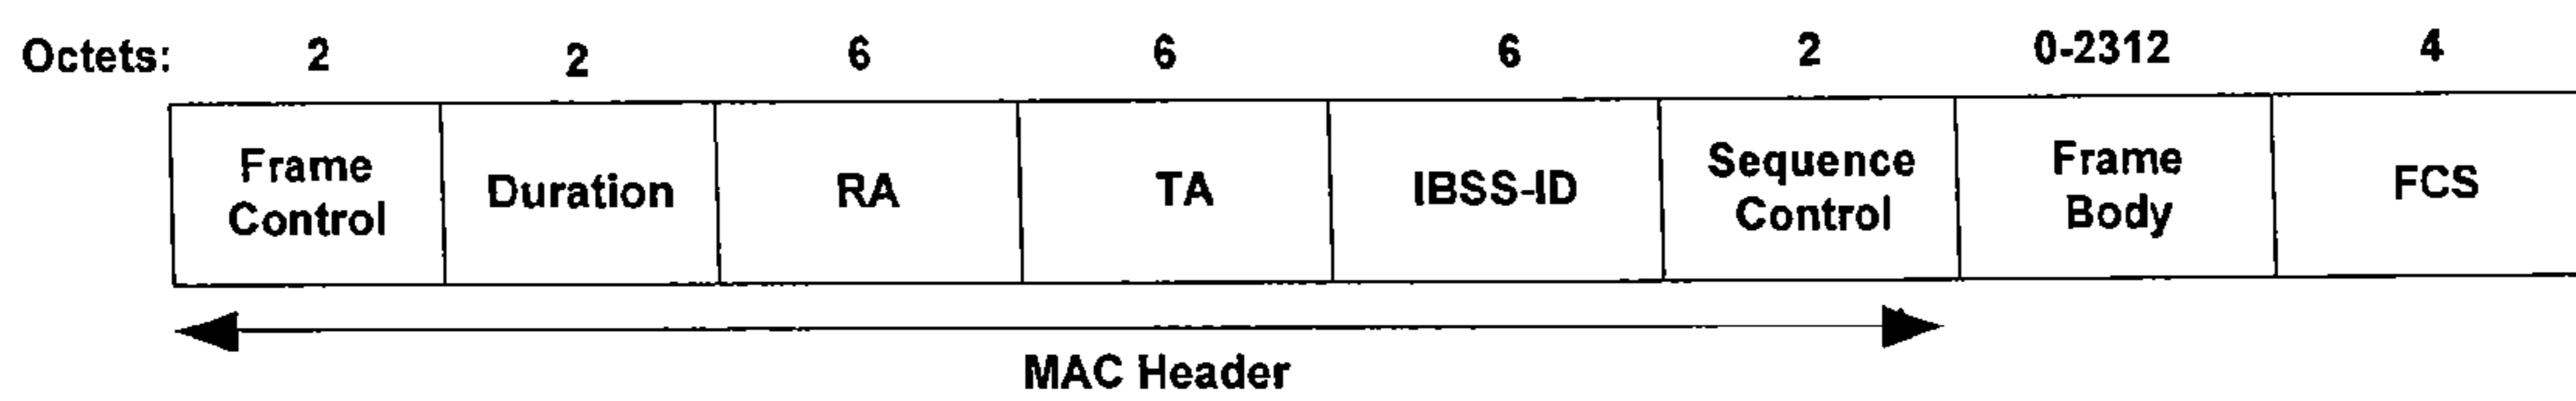 Octets: 2 2 6 6 6 2 0-2312 4
Frame Control Duration RA TA IBSS-ID Sequence Control Frame Body FCS
MAC Header